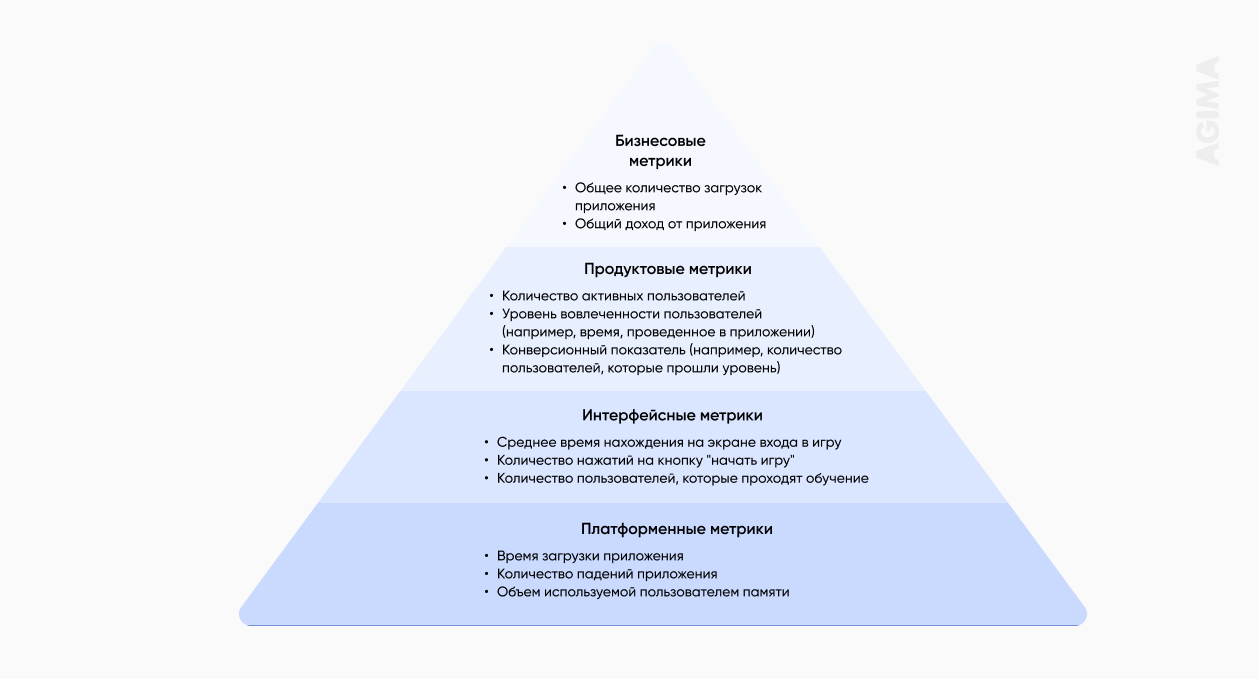 AGIMA
Бизнесовые
метрики
• Общее количество загрузок
приложения
• Общий доход от приложения
Продуктовые метрики
• Количество активных пользователей
• Уровень вовлеченности пользователей
(например, время, проведенное в приложении)
• Конверсионный показатель (например, количество
пользователей, которые прошли уровень)
Интерфейсные метрики
• Среднее время нахождения на экране входа в игру
• Количество нажатий на кнопку "начать игру"
• Количество пользователей, которые проходят обучение
Платформенные метрики
• Время загрузки приложения
• Количество падений приложения
• Объем используемой пользователем памяти